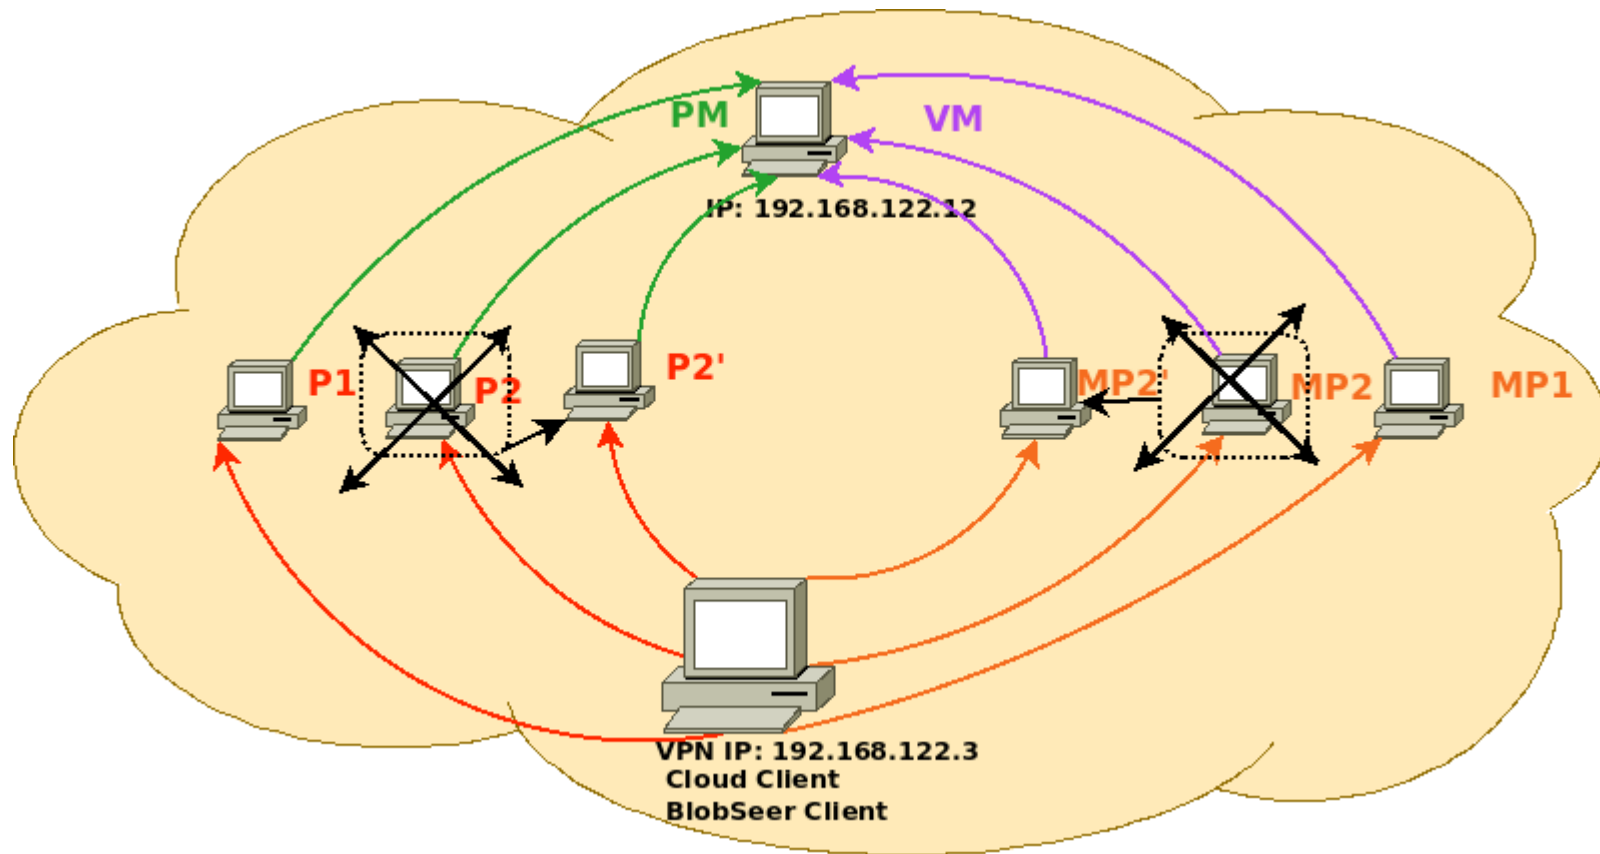 PM
VM
IP: 192.168.122.12
P1
P2
P2'
MP2'
MP2
MP1
VPN IP: 192.168.122.3
Cloud Client
BlobSeer Client